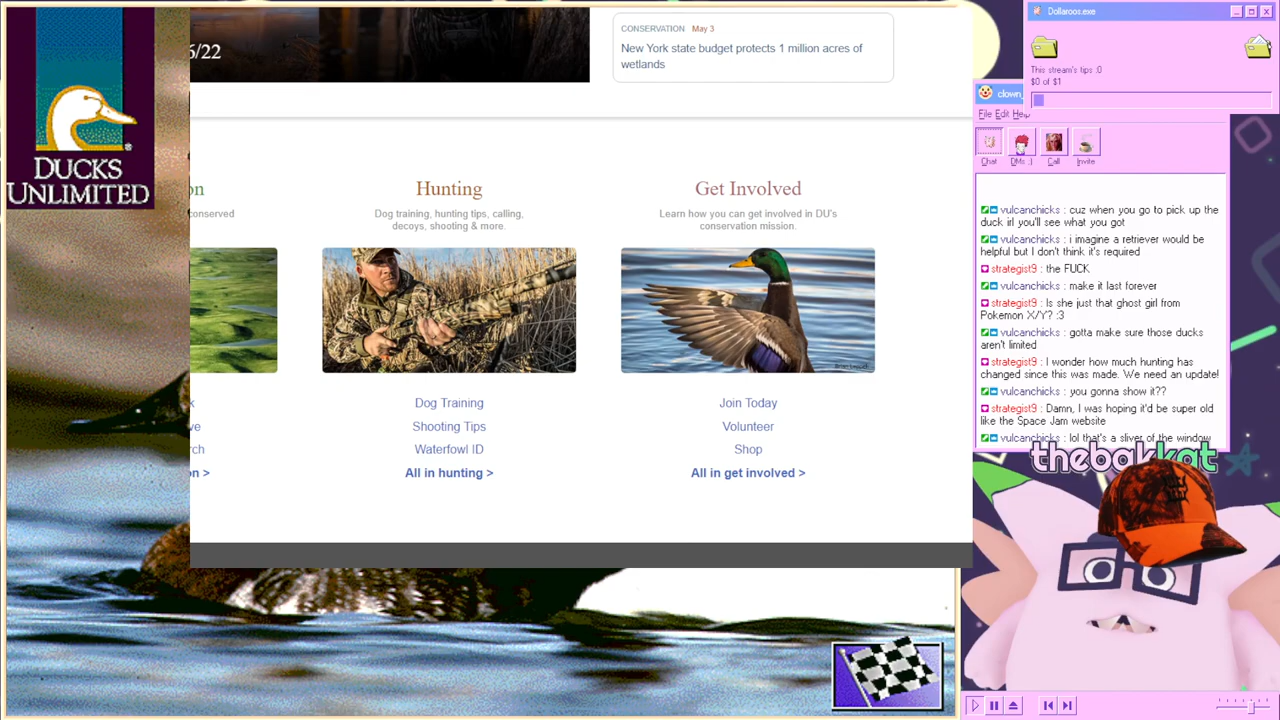 DUCKS
UNLIMITED
6/22
CONSERVATION May 3
New York state budget protects 1 million acres of
wetlands
on
onserved
k
ve
rch
on >
Hunting
Dog training, hunting tips, calling,
decoys, shooting & more.
Dog Training
Shooting Tips
Waterfowl ID
All in hunting >
Get Involved
Learn how you can get involved in DU's
conservation mission.
Join Today
Volunteer
Shop
All in get involved >
Dollaroos.exe
This stream's tips :0
$0 of $1
clown_
File Edit Help
Chat DMs ;) Call Invite
vulcanchicks : cuz when you go to pick up the
duck irl you'll see what you got
vulcanchicks : i imagine a retriever would be
helpful but I don't think it's required
strategist9 : the FUCK
vulcanchicks : make it last forever
strategist9 : Is she just that ghost girl from
Pokemon X/Y? :3
vulcanchicks : gotta make sure those ducks
aren't limited
strategist9 : I wonder how much hunting has
changed since this was made. We need an update!
vulcanchicks : you gonna show it??
strategist9 : Damn, I was hoping it'd be super old
like the Space Jam website
vulcanchicks : lol that's a sliver of the window
thebakkat